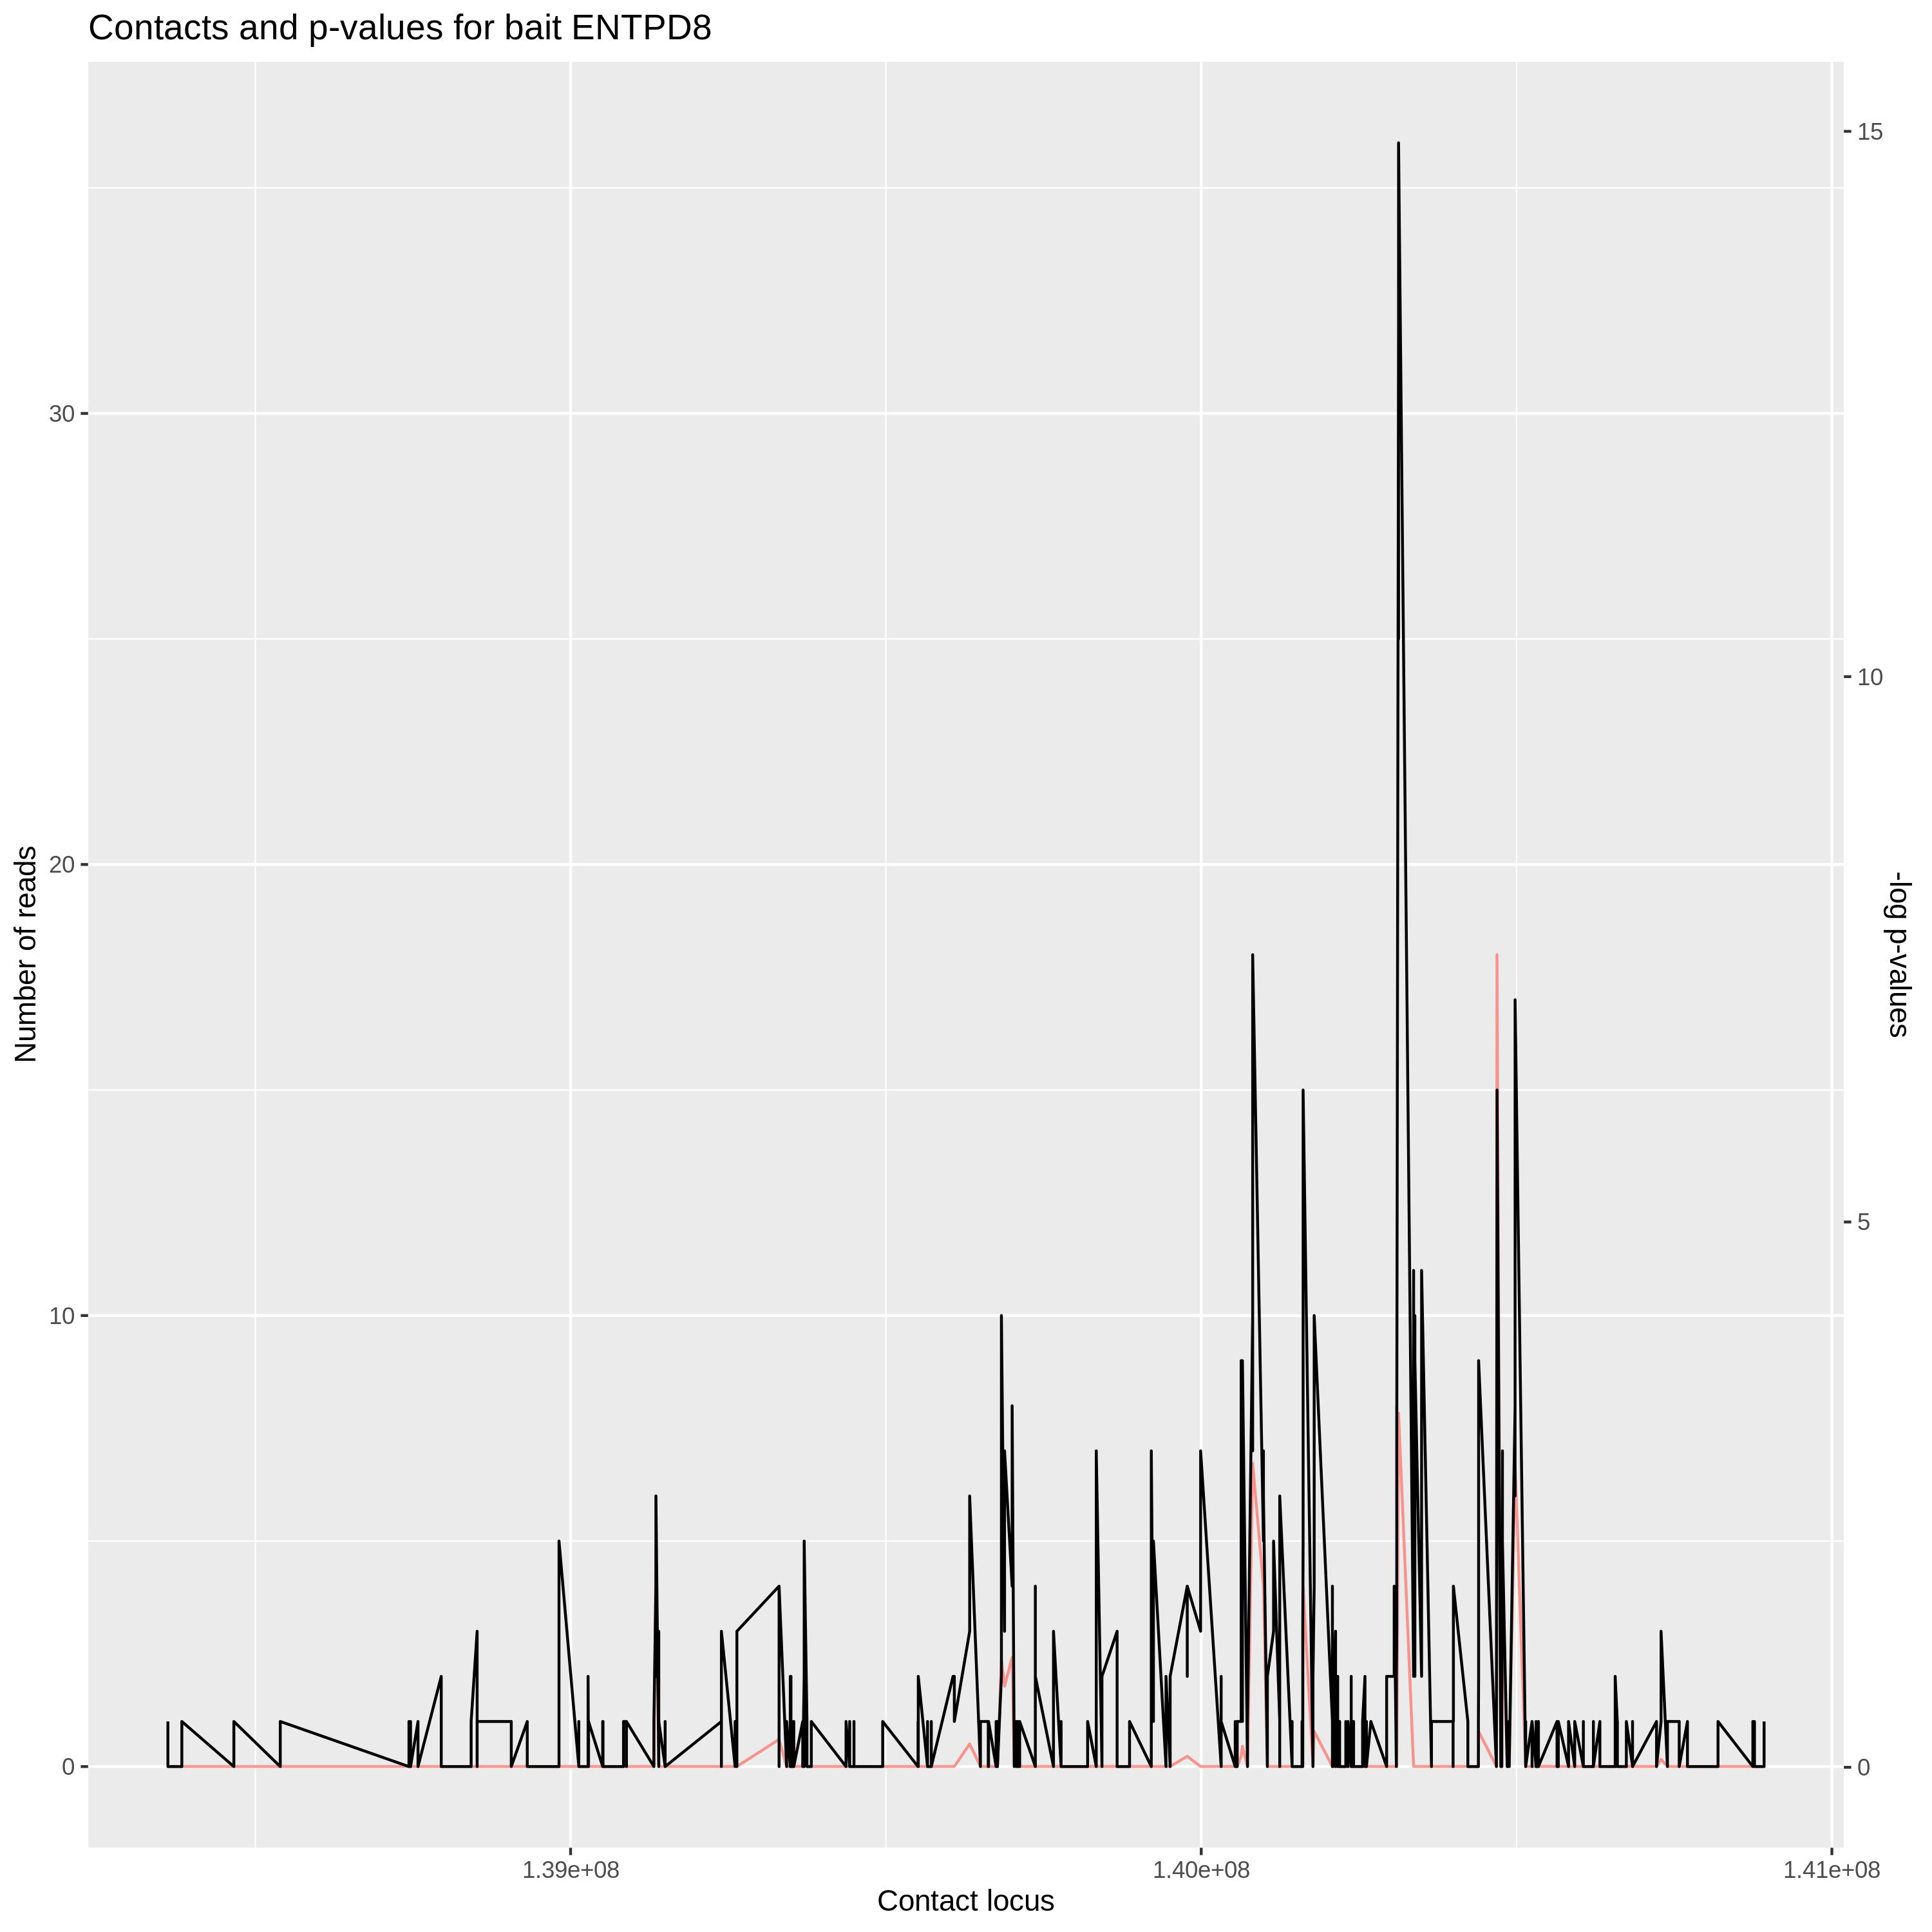 Contacts and p-values for bait ENTPD8
15
30
10
20
Number of reads
-log p-values
5
10
0
0
1.39e+08
1.40e+08
1.41e+08
Contact locus